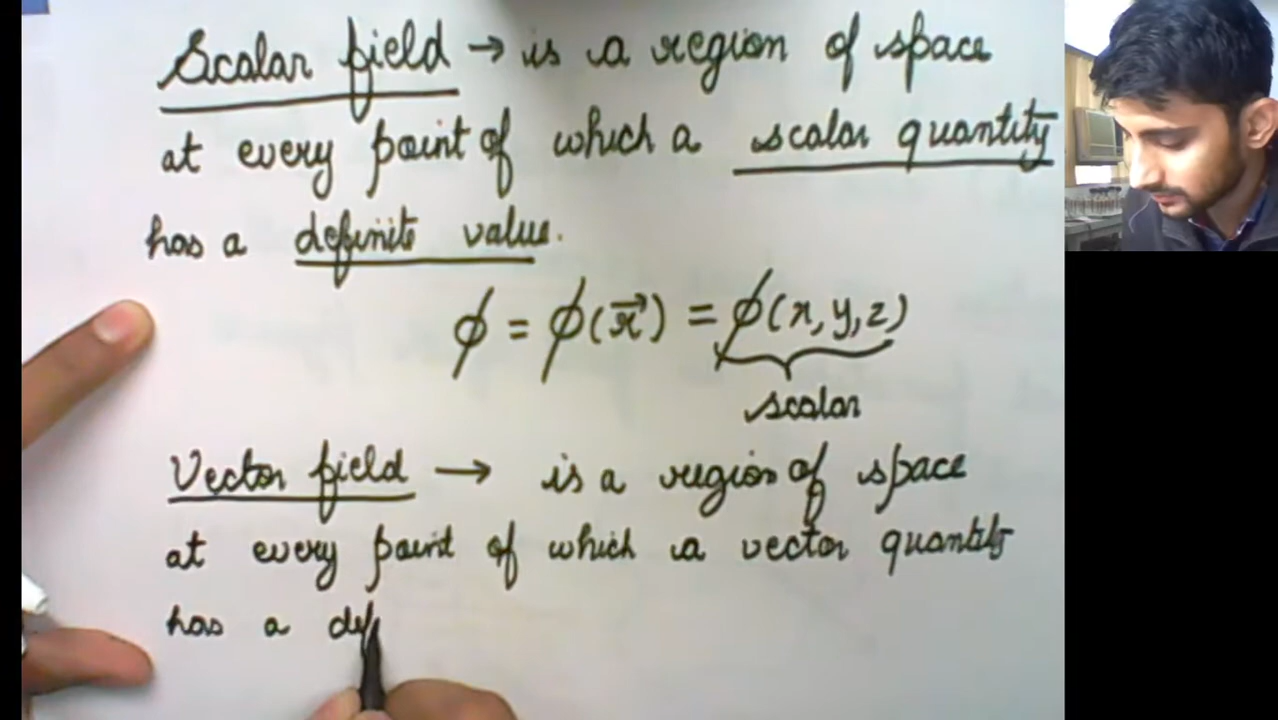 Scalar field → is a region of space
at every point of which a scalar quantity
has a definite value.
ϕ = ϕ(r⃗) = ϕ(x, y, z)
scalar
Vector field → is a region of space
at every point of which a vector quantity
has a def